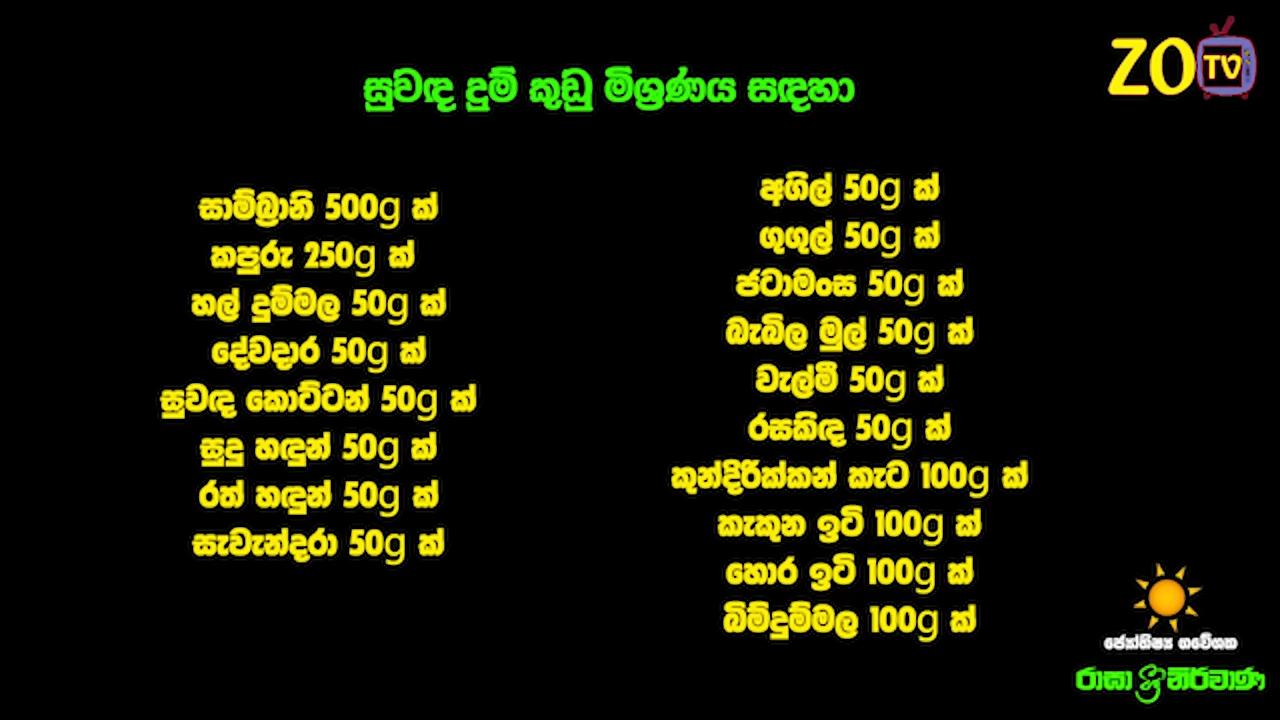 ZO TV
සුවඳ දුම් කුඩු මිශ්‍රණය සඳහා
සාම්බ්‍රානි 500g ක්
කපුරු 250g ක්
හල් දුම්මල 50g ක්
දේවදාර 50g ක්
සුවඳ කොට්ටන් 50g ක්
සුදු හඳුන් 50g ක්
රත් හඳුන් 50g ක්
සැවැන්දරා 50g ක්
අගිල් 50g ක්
ගුගුල් 50g ක්
ජටාමංස 50g ක්
බැබිල මුල් 50g ක්
වැල්මී 50g ක්
රසකිඳ 50g ක්
කුන්දිරික්කන් කැට 100g ක්
කැකුන ඉටි 100g ක්
හොර ඉටි 100g ක්
බිම්දුම්මල 100g ක්
ජ්‍යෝතිෂ්‍ය ගවේශක
රාඝා ශ්‍රී නිර්වාණ